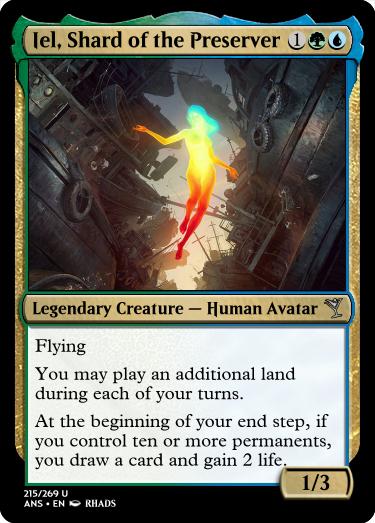 Iel, Shard of the Preserver 1
Legendary Creature — Human Avatar
Flying
You may play an additional land
during each of your turns.
At the beginning of your end step, if
you control ten or more permanents,
you draw a card and gain 2 life.
1/3
215/269 U
ANS • EN RHADS